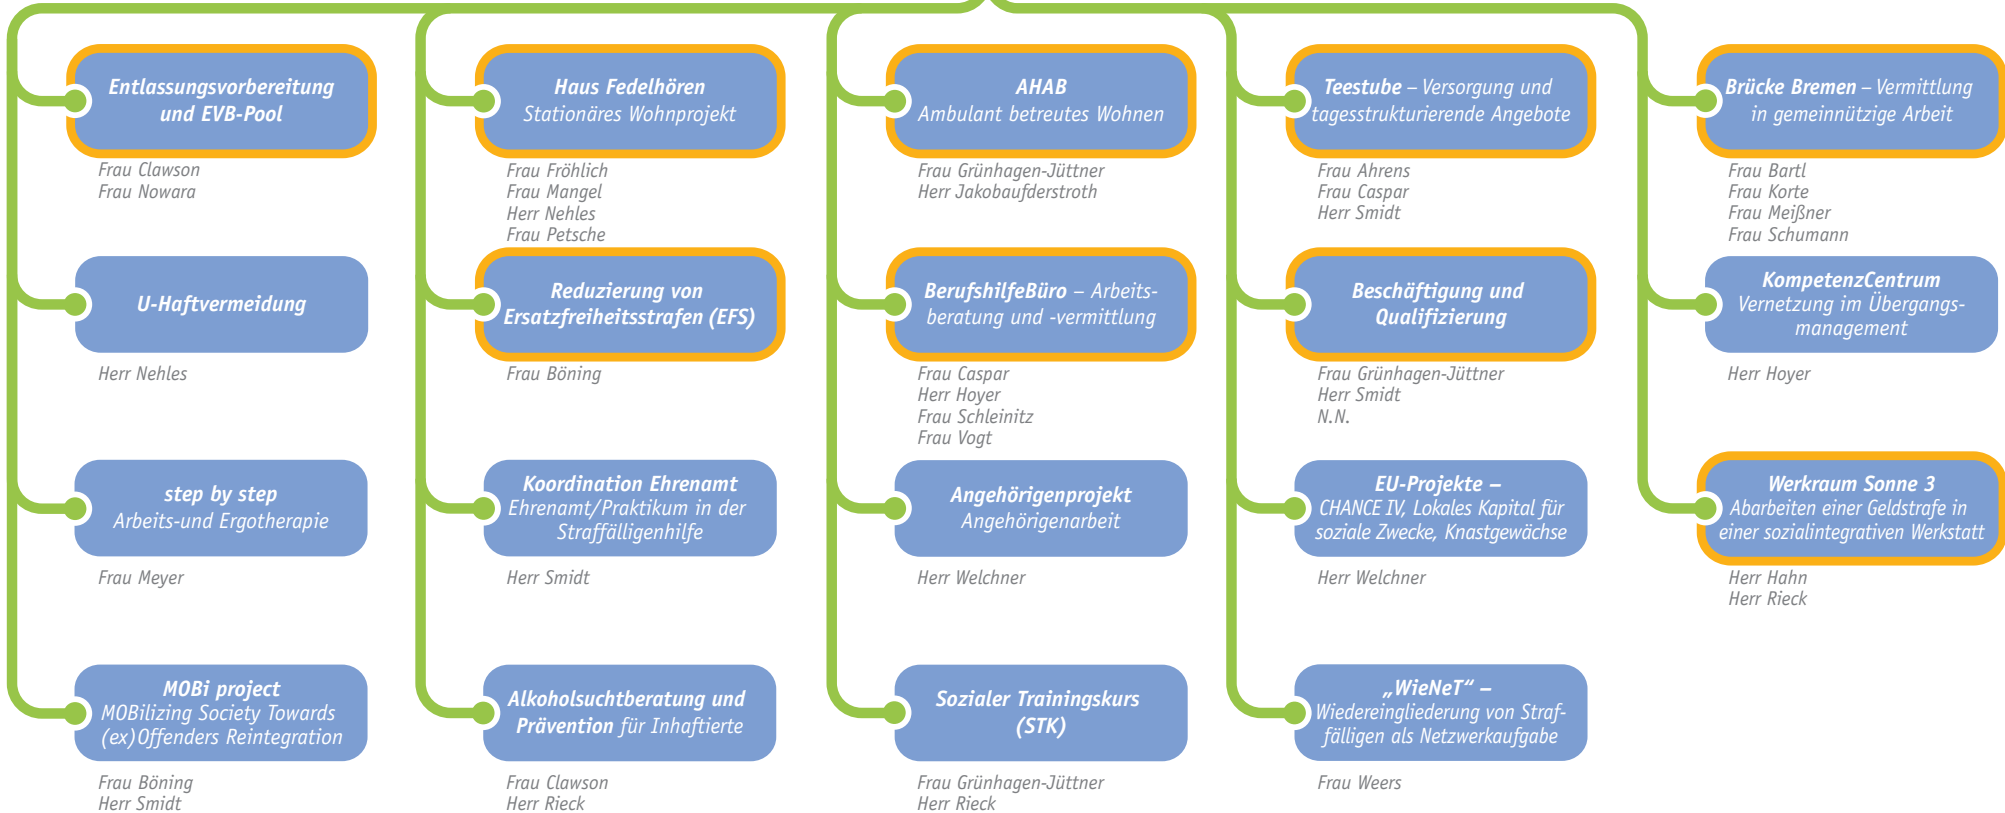 Entlassungsvorbereitung
und EVB-Pool
Frau Clawson
Frau Nowara
U-Haftvermeidung
Herr Nehles
step by step
Arbeits-und Ergotherapie
Frau Meyer
MOBi project
MOBilizing Society Towards
(ex)Offenders Reintegration
Frau Böning
Herr Smidt
Haus Fedelhören
Stationäres Wohnprojekt
Frau Fröhlich
Frau Mangel
Herr Nehles
Frau Petsche
Reduzierung von
Ersatzfreiheitsstrafen (EFS)
Frau Böning
Koordination Ehrenamt
Ehrenamt/Praktikum in der
Straffälligenhilfe
Herr Smidt
Alkoholsuchtberatung und
Prävention für Inhaftierte
Frau Clawson
Herr Rieck
AHAB
Ambulant betreutes Wohnen
Frau Grünhagen-Jüttner
Herr Jakobaufderstroth
BerufshilfeBüro – Arbeits-
beratung und -vermittlung
Frau Caspar
Herr Hoyer
Frau Schleinitz
Frau Vogt
Angehörigenprojekt
Angehörigenarbeit
Herr Welchner
Sozialer Trainingskurs
(STK)
Frau Grünhagen-Jüttner
Herr Rieck
Teestube – Versorgung und
tagesstrukturierende Angebote
Frau Ahrens
Frau Caspar
Herr Smidt
Beschäftigung und
Qualifizierung
Frau Grünhagen-Jüttner
Herr Smidt
N.N.
EU-Projekte –
CHANCE IV, Lokales Kapital für
soziale Zwecke, Knastgewächse
Herr Welchner
„WieNeT“ –
Wiedereingliederung von Straf-
fälligen als Netzwerkaufgabe
Frau Weers
Brücke Bremen – Vermittlung
in gemeinnützige Arbeit
Frau Bartl
Frau Korte
Frau Meißner
Frau Schumann
KompetenzCentrum
Vernetzung im Übergangs-
management
Herr Hoyer
Werkraum Sonne 3
Abarbeiten einer Geldstrafe in
einer sozialintegrativen Werkstatt
Herr Hahn
Herr Rieck